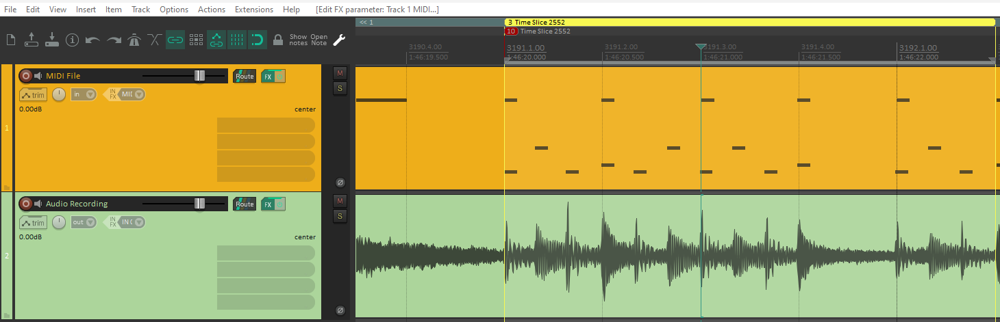 File Edit View Insert Item Track Options Actions Extensions Help [Edit FX parameter: Track 1 MIDI...]
Show notes Open Note
<< 1 3 Time Slice 2552
10 Time Slice 2552
3190.4.00 3191.1.00 3191.2.00 3191.3.00 3191.4.00 3192.1.00
1:46:19.500 1:46:20.000 1:46:20.500 1:46:21.000 1:46:21.500 1:46:22.000
MIDI File Route FX M
trim in IN FX MID S
0.00dB center
1
Audio Recording Route FX M
trim out IN FX IN S
0.00dB center
2